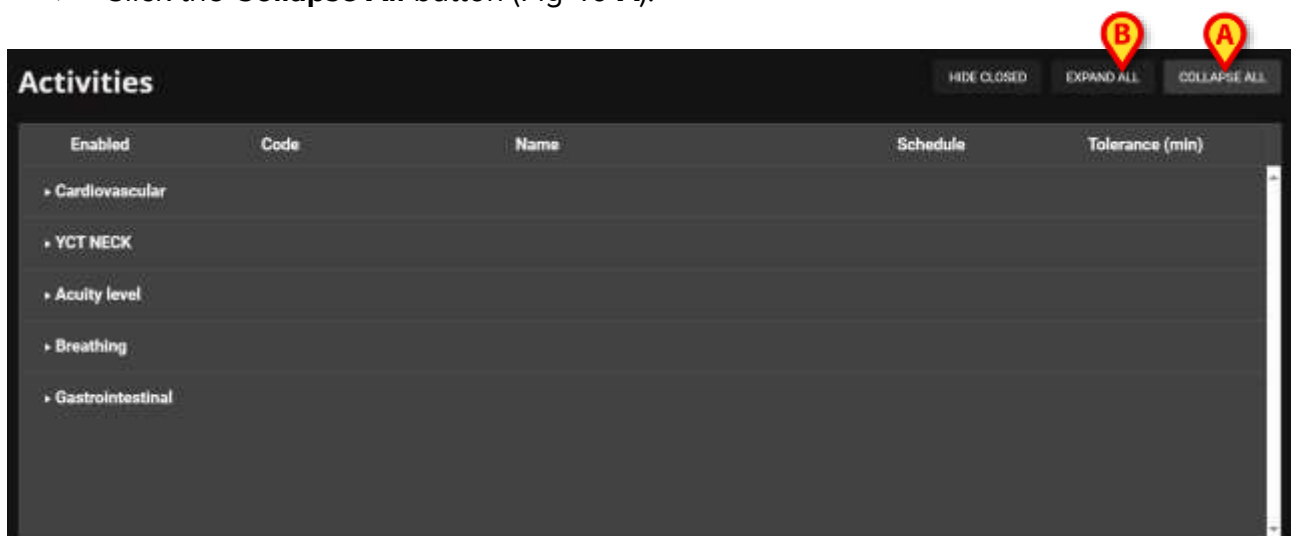 Click the Collapse All button (Fig 16 A).
B A
Activities HIDE CLOSED EXPAND ALL COLLAPSE ALL
Enabled Code Name Schedule Tolerance (min)
Cardiovascular
YCT NECK
Acuity level
Breathing
Gastrointestinal